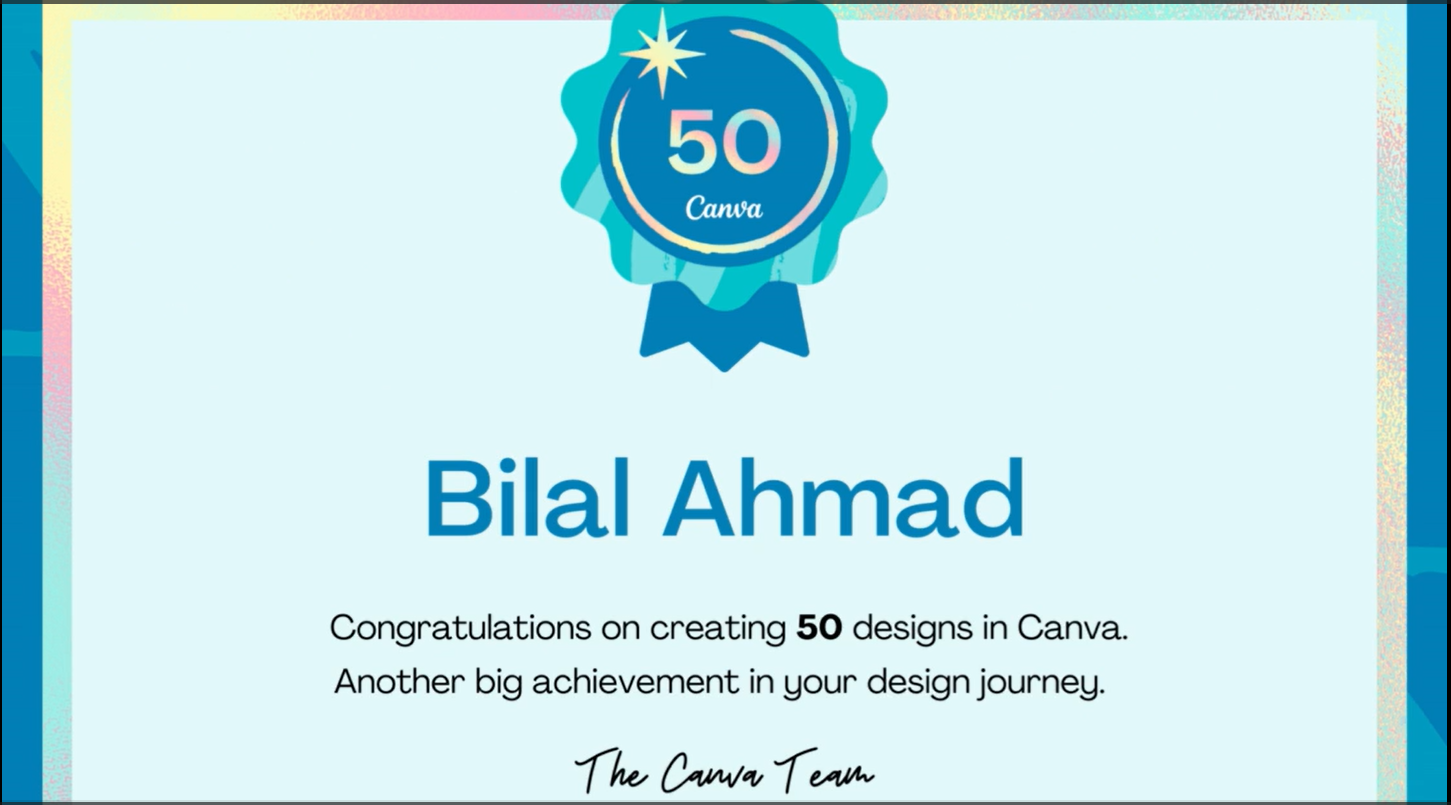 50
Canva
Bilal Ahmad
Congratulations on creating 50 designs in Canva.
Another big achievement in your design journey.
The Canva Team